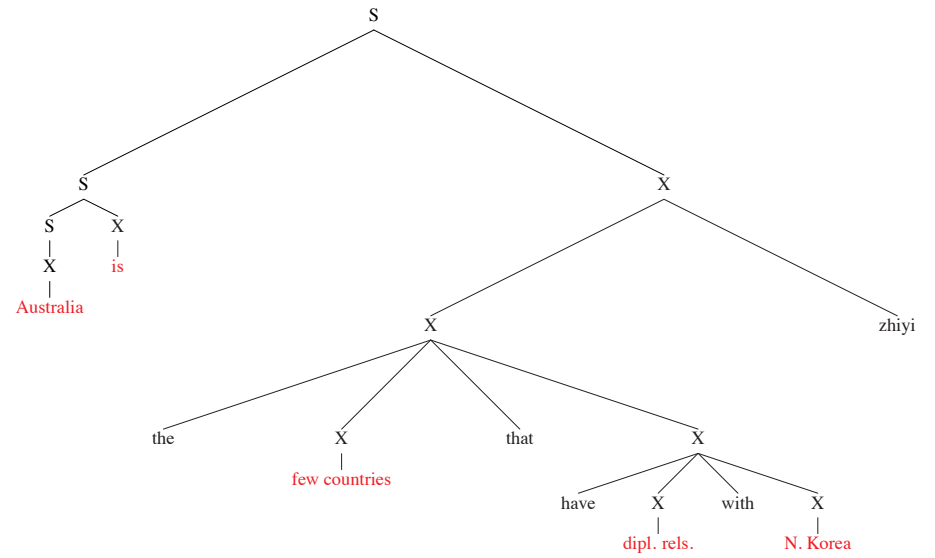 S
S X
S X
X is
Australia
X zhiyi
the X that X
few countries
have X with X
dipl. rels. N. Korea